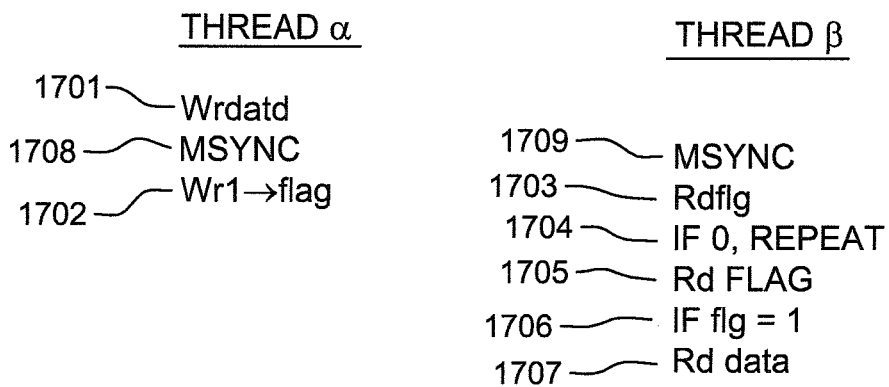 THREAD α
1701 Wrdatd
1708 MSYNC
1702 Wr1→flag
THREAD β
1709 MSYNC
1703 Rdflg
1704 IF 0, REPEAT
1705 Rd FLAG
1706 IF flg = 1
1707 Rd data